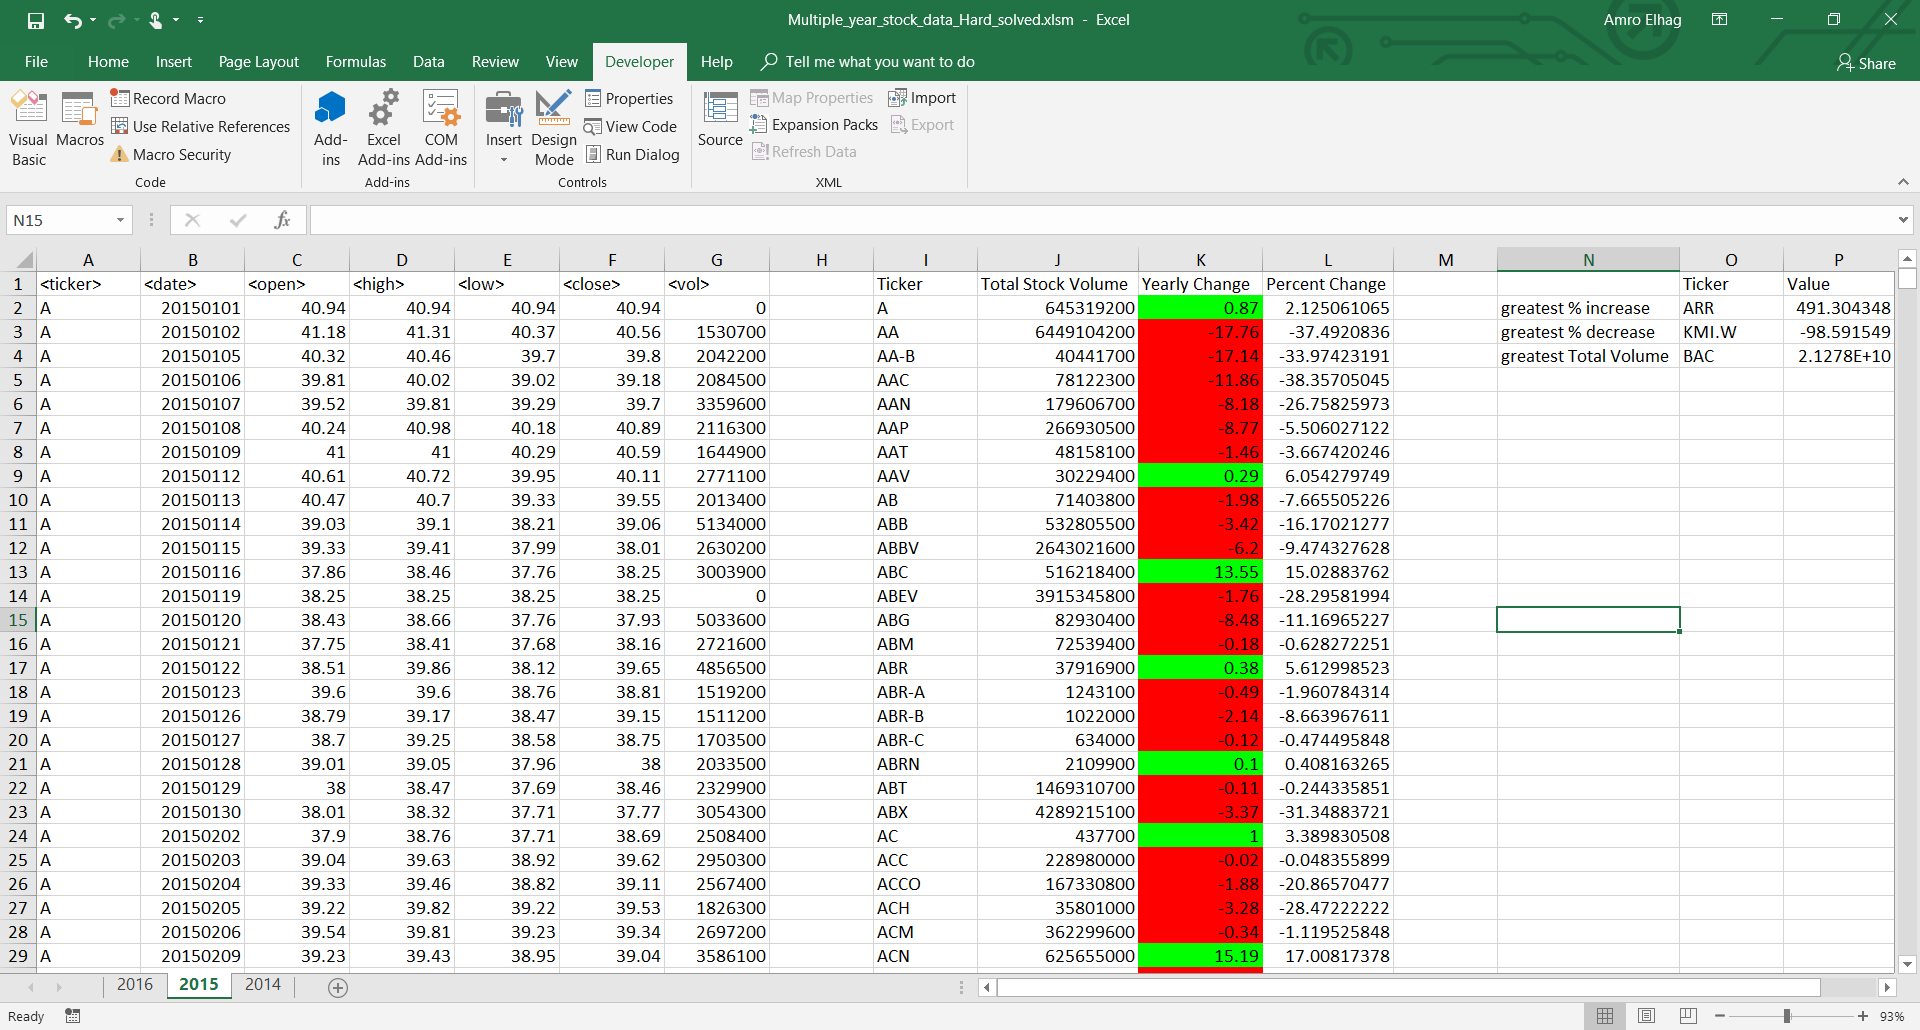 Multiple_year_stock_data_Hard_solved.xlsm - Excel
Amro Elhag
File Home Insert Page Layout Formulas Data Review View Developer Help Tell me what you want to do Share
Visual Basic
Macros
Record Macro
Use Relative References
Macro Security
Code
Add-ins
Excel Add-ins
COM Add-ins
Add-ins
Insert
Design Mode
Properties
View Code
Run Dialog
Controls
Source
Map Properties
Expansion Packs
Refresh Data
Import
Export
XML
N15
fx
A B C D E F G H I J K L M N O P
1 <ticker> <date> <open> <high> <low> <close> <vol> Ticker Total Stock Volume Yearly Change Percent Change Ticker Value
2 A 20150101 40.94 40.94 40.94 40.94 0 A 645319200 0.87 2.125061065 greatest % increase ARR 491.304348
3 A 20150102 41.18 41.31 40.37 40.56 1530700 AA 6449104200 -17.76 -37.4920836 greatest % decrease KMI.W -98.591549
4 A 20150105 40.32 40.46 39.7 39.8 2042200 AA-B 40441700 -17.14 -33.97423191 greatest Total Volume BAC 2.1278E+10
5 A 20150106 39.81 40.02 39.02 39.18 2084500 AAC 78122300 -11.86 -38.35705045
6 A 20150107 39.52 39.81 39.29 39.7 3359600 AAN 179606700 -8.18 -26.75825973
7 A 20150108 40.24 40.98 40.18 40.89 2116300 AAP 266930500 -8.77 -5.506027122
8 A 20150109 41 41 40.29 40.59 1644900 AAT 48158100 -1.46 -3.667420246
9 A 20150112 40.61 40.72 39.95 40.11 2771100 AAV 30229400 0.29 6.054279749
10 A 20150113 40.47 40.7 39.33 39.55 2013400 AB 71403800 -1.98 -7.665505226
11 A 20150114 39.03 39.1 38.21 39.06 5134000 ABB 532805500 -3.42 -16.17021277
12 A 20150115 39.33 39.41 37.99 38.01 2630200 ABBV 2643021600 -6.2 -9.474327628
13 A 20150116 37.86 38.46 37.76 38.25 3003900 ABC 516218400 13.55 15.02883762
14 A 20150119 38.25 38.25 38.25 38.25 0 ABEV 3915345800 -1.76 -28.29581994
15 A 20150120 38.43 38.66 37.76 37.93 5033600 ABG 82930400 -8.48 -11.16965227
16 A 20150121 37.75 38.41 37.68 38.16 2721600 ABM 72539400 -0.18 -0.628272251
17 A 20150122 38.51 39.86 38.12 39.65 4856500 ABR 37916900 0.38 5.612998523
18 A 20150123 39.6 39.6 38.76 38.81 1519200 ABR-A 1243100 -0.49 -1.960784314
19 A 20150126 38.79 39.17 38.47 39.15 1511200 ABR-B 1022000 -2.14 -8.663967611
20 A 20150127 38.7 39.25 38.58 38.75 1703500 ABR-C 634000 -0.12 -0.474495848
21 A 20150128 39.01 39.05 37.96 38 2033500 ABRN 2109900 0.1 0.408163265
22 A 20150129 38 38.47 37.69 38.46 2329900 ABT 1469310700 -0.11 -0.244335851
23 A 20150130 38.01 38.32 37.71 37.77 3054300 ABX 4289215100 -3.37 -31.34883721
24 A 20150202 37.9 38.76 37.71 38.69 2508400 AC 437700 1 3.389830508
25 A 20150203 39.04 39.63 38.92 39.62 2950300 ACC 228980000 -0.02 -0.048355899
26 A 20150204 39.33 39.46 38.82 39.11 2567400 ACCO 167330800 -1.88 -20.86570477
27 A 20150205 39.22 39.82 39.22 39.53 1826300 ACH 35801000 -3.28 -28.47222222
28 A 20150206 39.54 39.81 39.23 39.34 2697200 ACM 362299600 -0.34 -1.119525848
29 A 20150209 39.23 39.43 38.95 39.04 3586100 ACN 625655000 15.19 17.00817378
2016 2015 2014
Ready
93%